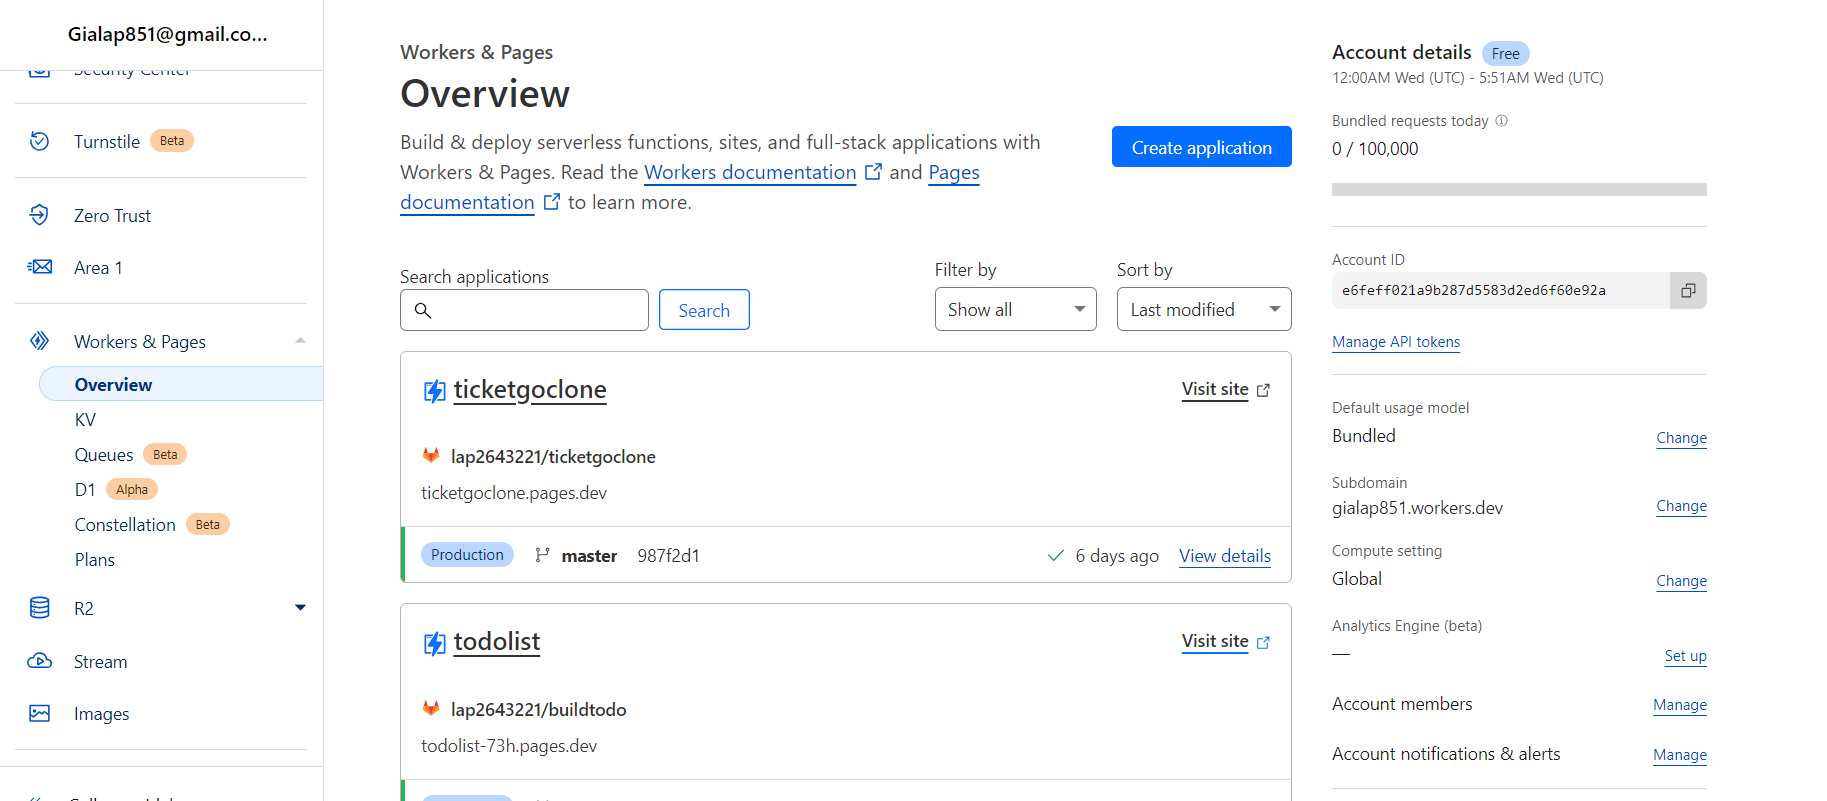 Gialap851@gmail.co...
Security Center
Turnstile Beta
Zero Trust
Area 1
Workers & Pages
Overview
KV
Queues Beta
D1 Alpha
Constellation Beta
Plans
R2
Stream
Images
Workers & Pages
Overview
Build & deploy serverless functions, sites, and full-stack applications with
Workers & Pages. Read the Workers documentation and Pages
documentation to learn more.
Create application
Search applications
Search
Filter by
Show all
Sort by
Last modified
ticketgoclone
Visit site
lap2643221/ticketgoclone
ticketgoclone.pages.dev
Production master 987f2d1
6 days ago View details
todolist
Visit site
lap2643221/buildtodo
todolist-73h.pages.dev
Account details Free
12:00AM Wed (UTC) - 5:51AM Wed (UTC)
Bundled requests today
0 / 100,000
Account ID
e6feff021a9b287d5583d2ed6f60e92a
Manage API tokens
Default usage model
Bundled
Change
Subdomain
gialap851.workers.dev
Change
Compute setting
Global
Change
Analytics Engine (beta)
—
Set up
Account members
Manage
Account notifications & alerts
Manage